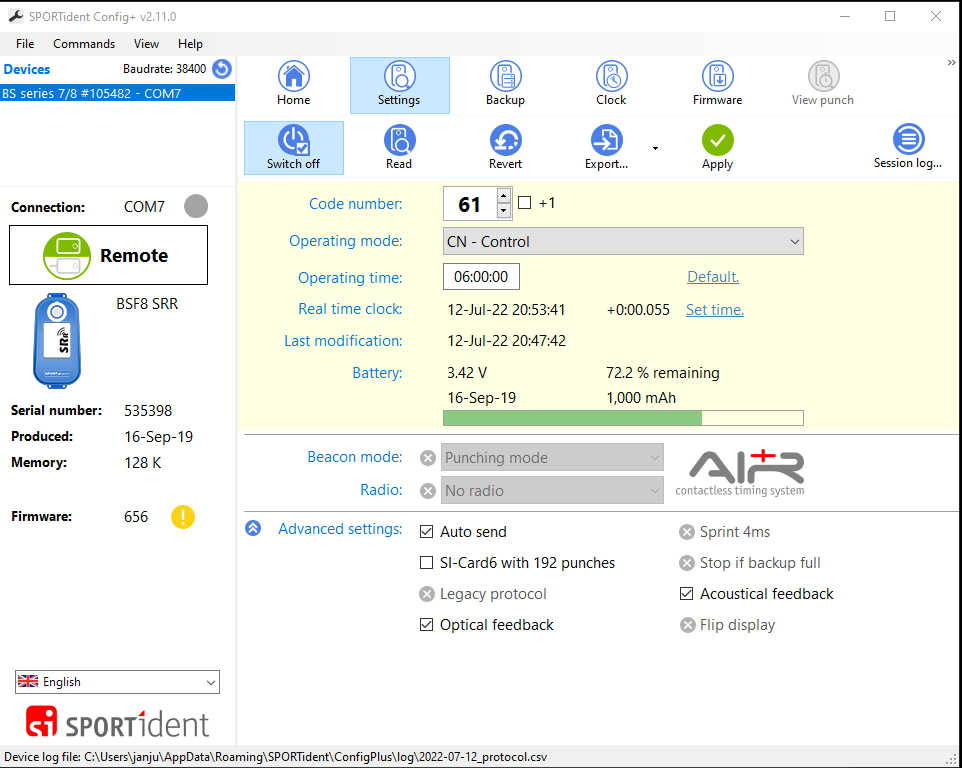 SPORTident Config+ v2.11.0
File Commands View Help
Devices Baudrate: 38400
BS series 7/8 #105482 - COM7
Home Settings Backup Clock Firmware View punch
Switch off Read Revert Export... Apply Session log...
Connection: COM7
Remote
BSF8 SRR
SRR
SPORTident
Serial number: 535398
Produced: 16-Sep-19
Memory: 128 K
Firmware: 656
Code number: 61 +1
Operating mode: CN - Control
Operating time: 06:00:00 Default.
Real time clock: 12-Jul-22 20:53:41 +0:00.055 Set time.
Last modification: 12-Jul-22 20:47:42
Battery: 3.42 V 72.2 % remaining
16-Sep-19 1,000 mAh
Beacon mode: Punching mode
Radio: No radio
AIR+
contactless timing system
Advanced settings: Auto send Sprint 4ms
SI-Card6 with 192 punches Stop if backup full
Legacy protocol Acoustical feedback
Optical feedback Flip display
English
si SPORTident
Device log file: C:\Users\janju\AppData\Roaming\SPORTident\ConfigPlus\log\2022-07-12_protocol.csv